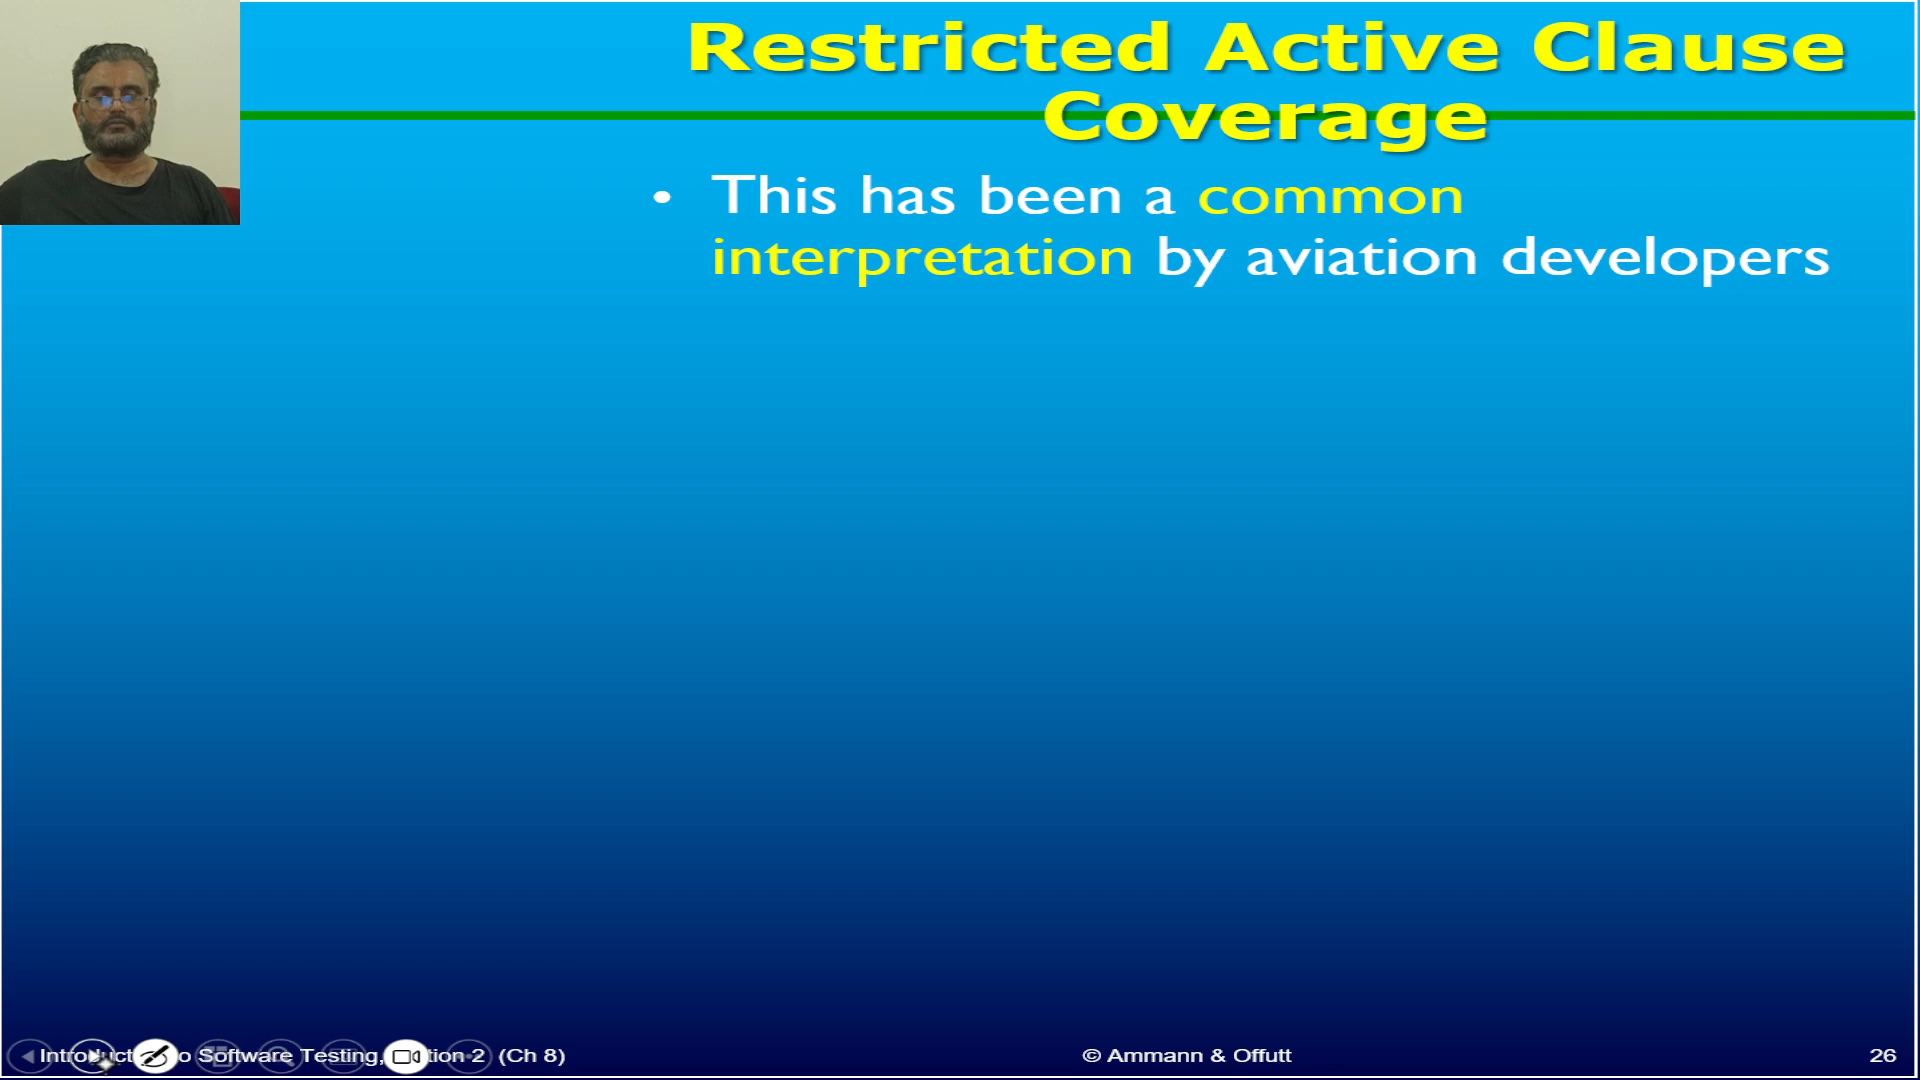 Restricted Active Clause
Coverage
• This has been a common
interpretation by aviation developers
Software Testing, tion 2 (Ch 8)
© Ammann & Offutt
26